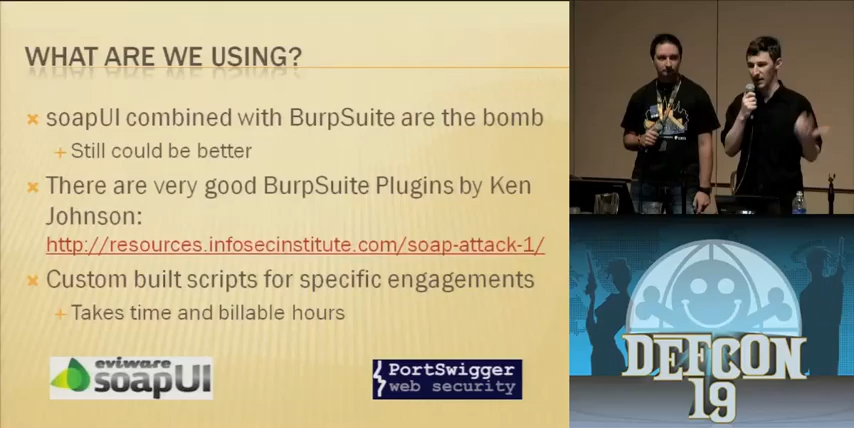 WHAT ARE WE USING?
soapUI combined with BurpSuite are the bomb
+ Still could be better
There are very good BurpSuite Plugins by Ken
Johnson:
http://resources.infosecinstitute.com/soap-attack-1/
Custom built scripts for specific engagements
+ Takes time and billable hours
eviware
soapUI
PortSwigger
web security
DEFCON
19